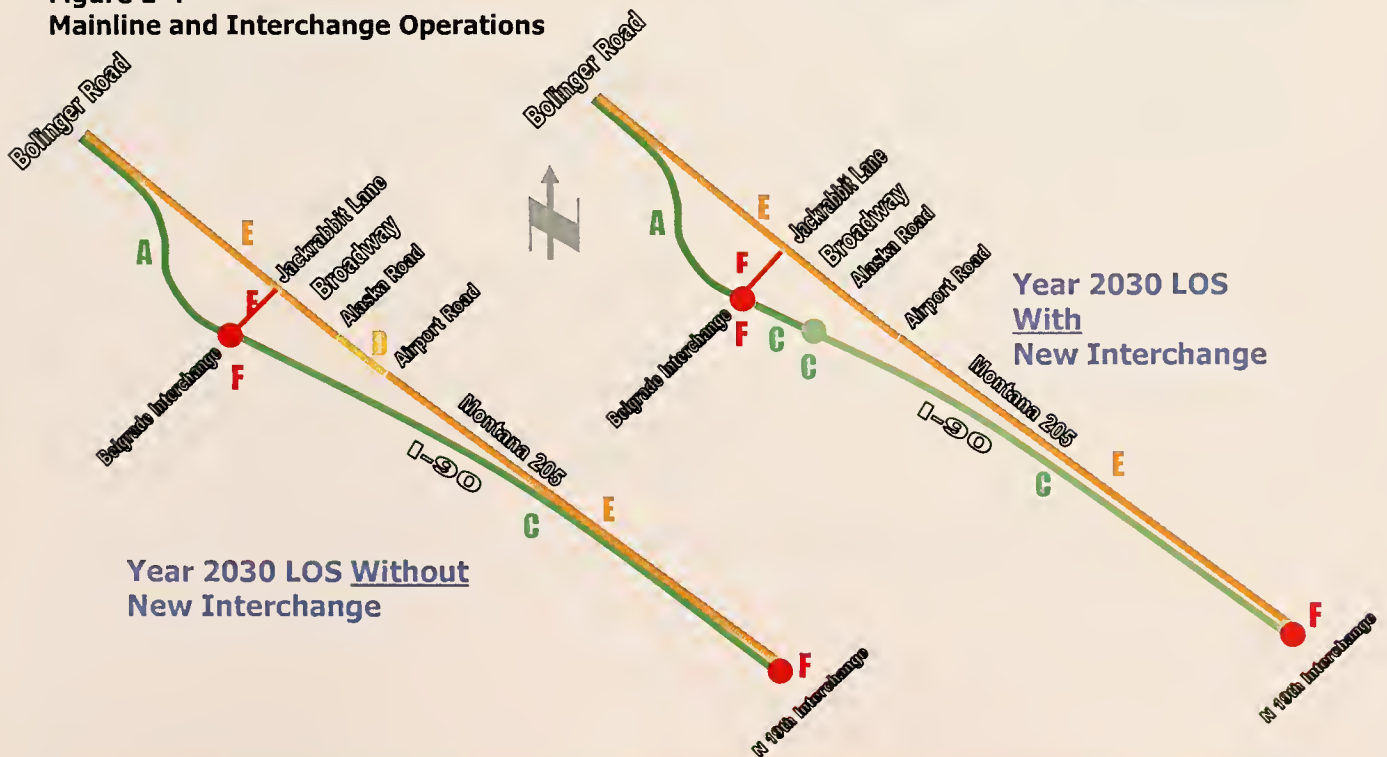 Figure
Mainline and Interchange Operations
Bolinger Road
A
E
Jackrabbit Lane
Broadway
Alaska Road
D
Airport Road
F
F
Belgrade Interchange
I-90
Montana 205
C
E
F
N 19th Interchange
Year 2030 LOS Without
New Interchange
Bolinger Road
A
E
Jackrabbit Lane
Broadway
Alaska Road
Airport Road
F
F
Belgrade Interchange
C
C
I-90
Montana 205
C
E
F
N 19th Interchange
Year 2030 LOS
With
New Interchange